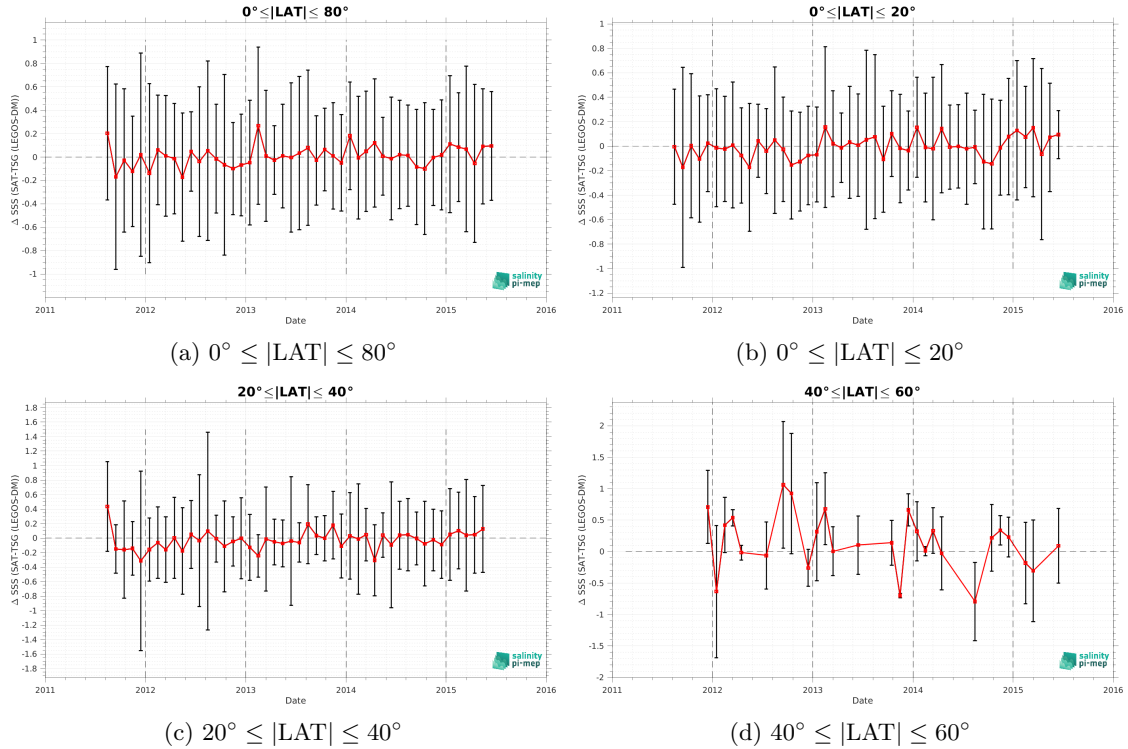 0°≤|LAT|≤ 80°
Δ SSS (SAT-TSG (LEGOS-DM))
1
0.8
0.6
0.4
0.2
0
-0.2
-0.4
-0.6
-0.8
-1
2011 2012 2013 2014 2015 2016
Date
salinity
pi-mep
(a) 0° ≤ |LAT| ≤ 80°
0°≤|LAT|≤ 20°
Δ SSS (SAT-TSG (LEGOS-DM))
1
0.8
0.6
0.4
0.2
0
-0.2
-0.4
-0.6
-0.8
-1
-1.2
2011 2012 2013 2014 2015 2016
Date
salinity
pi-mep
(b) 0° ≤ |LAT| ≤ 20°
20°≤|LAT|≤ 40°
Δ SSS (SAT-TSG (LEGOS-DM))
1.8
1.6
1.4
1.2
1
0.8
0.6
0.4
0.2
0
-0.2
-0.4
-0.6
-0.8
-1
-1.2
-1.4
-1.6
-1.8
2011 2012 2013 2014 2015 2016
Date
salinity
pi-mep
(c) 20° ≤ |LAT| ≤ 40°
40°≤|LAT|≤ 60°
Δ SSS (SAT-TSG (LEGOS-DM))
2
1.5
1
0.5
0
-0.5
-1
-1.5
-2
2011 2012 2013 2014 2015 2016
Date
salinity
pi-mep
(d) 40° ≤ |LAT| ≤ 60°